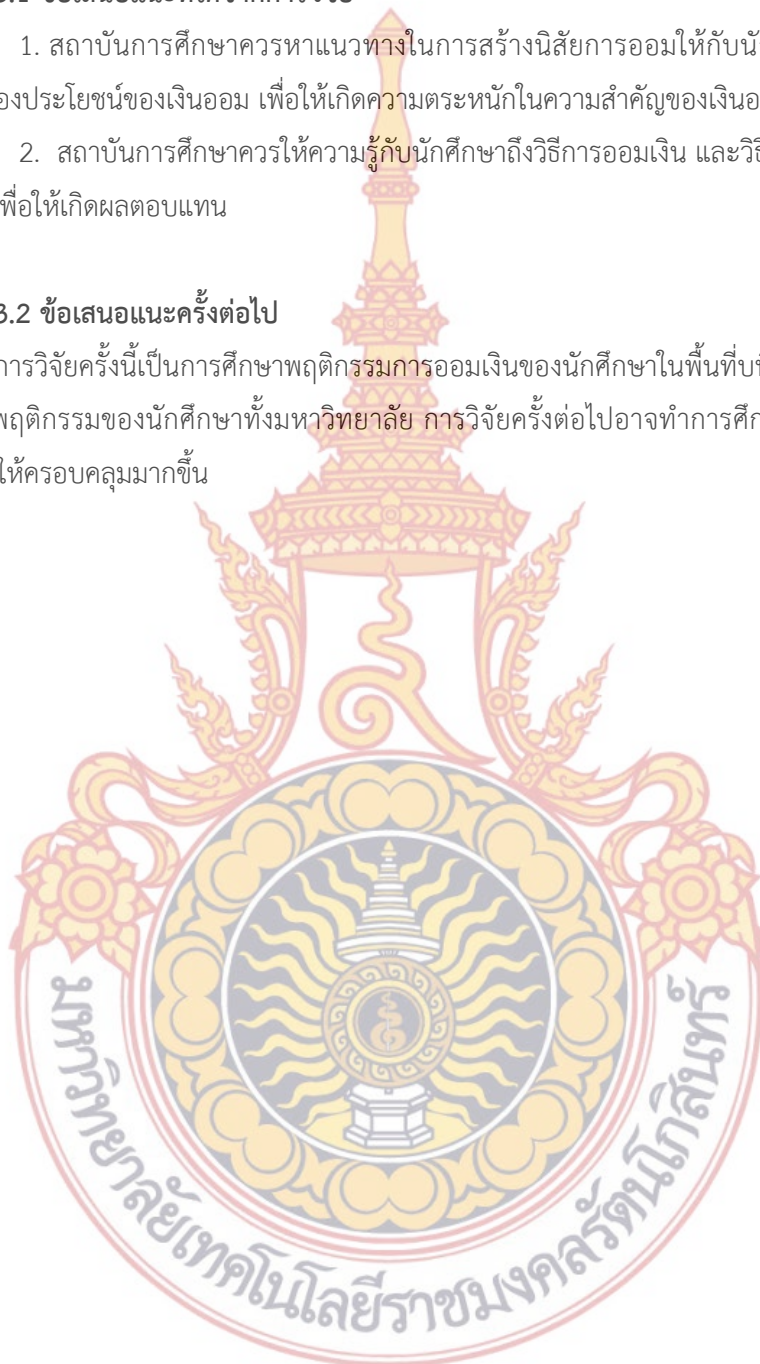 1. สถาบันการศึกษาควรหาแนวทางในการสร้างนิสัยการออมให้กับนั
องประโยชน์ของเงินออม เพื่อให้เกิดความตระหนักในความสำคัญของเงินอ
2. สถาบันการศึกษาควรให้ความรู้กับนักศึกษาถึงวิธีการออมเงิน และวิธี
พื่อให้เกิดผลตอบแทน
3.2 ข้อเสนอแนะครั้งต่อไป
การวิจัยครั้งนี้เป็นการศึกษาพฤติกรรมการออมเงินของนักศึกษาในพื้นที่บพิ
พฤติกรรมของนักศึกษาทั้งมหาวิทยาลัย การวิจัยครั้งต่อไปอาจทำการศึก
ให้ครอบคลุมมากขึ้น
มหาวิทยาลัยเทคโนโลยีราชมงคลรัตนโกสินทร์